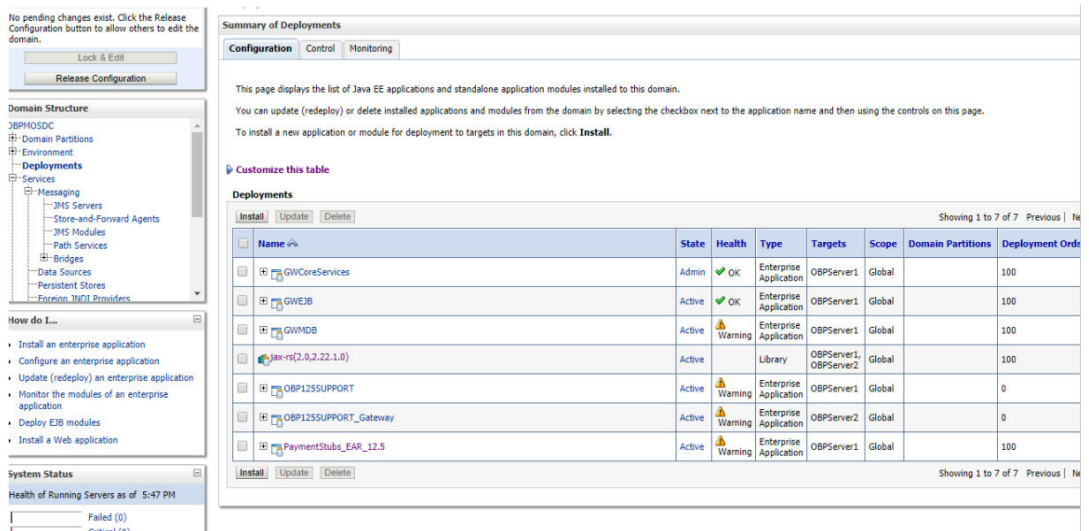 No pending changes exist. Click the Release
Configuration button to allow others to edit the
domain.
Lock & Edit
Release Configuration
Domain Structure
OBPMOSDC
Domain Partitions
Environment
Deployments
Services
Messaging
JMS Servers
Store-and-Forward Agents
JMS Modules
Path Services
Bridges
Data Sources
Persistent Stores
Foreign JNDI Providers
How do I...
Install an enterprise application
Configure an enterprise application
Update (redeploy) an enterprise application
Monitor the modules of an enterprise
application
Deploy EJB modules
Install a Web application
System Status
Health of Running Servers as of 5:47 PM
Failed (0)
Critical (0)
Summary of Deployments
Configuration Control Monitoring
This page displays the list of Java EE applications and standalone application modules installed to this domain.
You can update (redeploy) or delete installed applications and modules from the domain by selecting the checkbox next to the application name and then using the controls on this page.
To install a new application or module for deployment to targets in this domain, click Install.
Customize this table
Deployments
Install Update Delete Showing 1 to 7 of 7 Previous | Ne
Name State Health Type Targets Scope Domain Partitions Deployment Orde
GWCoreServices Admin OK Enterprise Application OBPServer1 Global 100
GWEJB Active OK Enterprise Application OBPServer1 Global 100
GWMDB Active Warning Enterprise Application OBPServer1 Global 100
jax-rs(2.0,2.22.1.0) Active Library OBPServer1, OBPServer2 Global 100
OBP125SUPPORT Active Warning Enterprise Application OBPServer1 Global 0
OBP125SUPPORT_Gateway Active Warning Enterprise Application OBPServer2 Global 0
PaymentStubs_EAR_12.5 Active Warning Enterprise Application OBPServer1 Global 100
Install Update Delete Showing 1 to 7 of 7 Previous | Ne